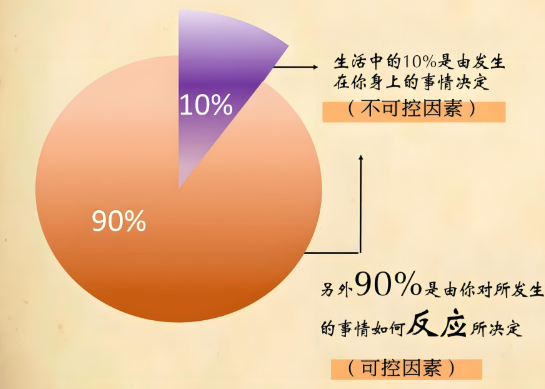 10%
生活中的10%是由发生
在你身上的事情决定
（不可控因素）
90%
另外90%是由你对所发生
的事情如何反应所决定
（可控因素）